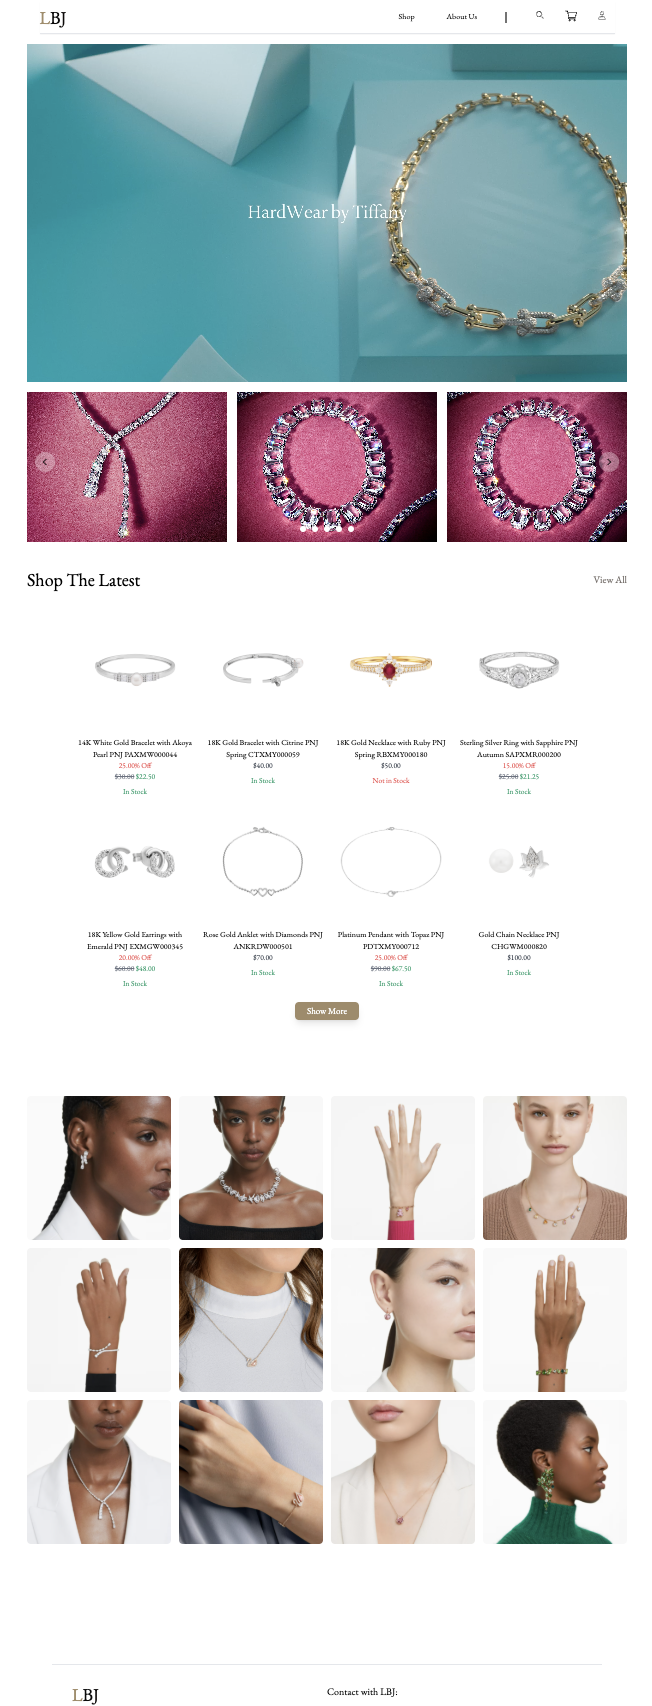 LBJ
Shop
About Us
HardWear by Tiffany
Shop The Latest
View All
14K White Gold Bracelet with Akoya
Pearl PNJ PAXMW000044
25.00% Off
$30.00 $22.50
In Stock
18K Gold Bracelet with Citrine PNJ
Spring CTXMY000059
$40.00
In Stock
18K Gold Necklace with Ruby PNJ
Spring RBXMY000180
$50.00
Not in Stock
Sterling Silver Ring with Sapphire PNJ
Autumn SAPXMR000200
15.00% Off
$25.00 $21.25
In Stock
18K Yellow Gold Earrings with
Emerald PNJ EXMGW000345
20.00% Off
$60.00 $48.00
In Stock
Rose Gold Anklet with Diamonds PNJ
ANKRDW000501
$70.00
In Stock
Platinum Pendant with Topaz PNJ
PDTXMY000712
25.00% Off
$90.00 $67.50
In Stock
Gold Chain Necklace PNJ
CHGWM000820
$100.00
In Stock
Show More
LBJ
Contact with LBJ: